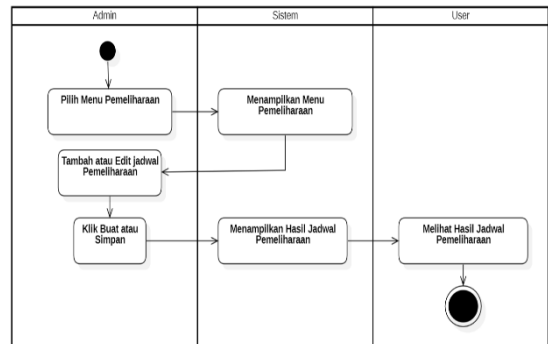 Admin
Sistem
User
Pilih Menu Pemeliharaan
Menampilkan Menu
Pemeliharaan
Tambah atau Edit jadwal
Pemeliharaan
Klik Buat atau
Simpan
Menampilkan Hasil Jadwal
Pemeliharaan
Melihat Hasil Jadwal
Pemeliharaan